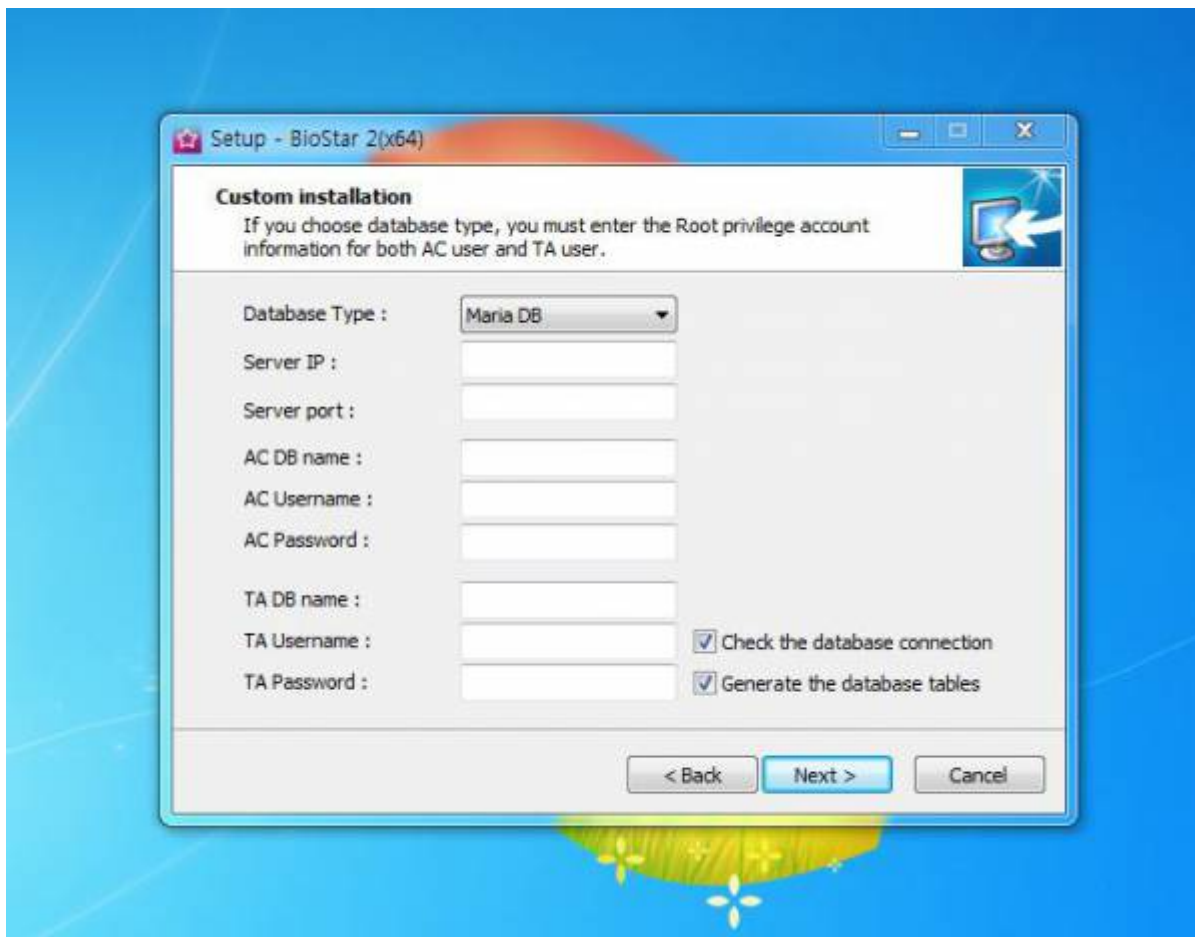 Setup - BioStar 2(x64)
Custom installation
If you choose database type, you must enter the Root privilege account
information for both AC user and TA user.
Database Type :
Maria DB
Server IP :
Server port :
AC DB name :
AC Username :
AC Password :
TA DB name :
TA Username :
Check the database connection
TA Password :
Generate the database tables
< Back
Next >
Cancel